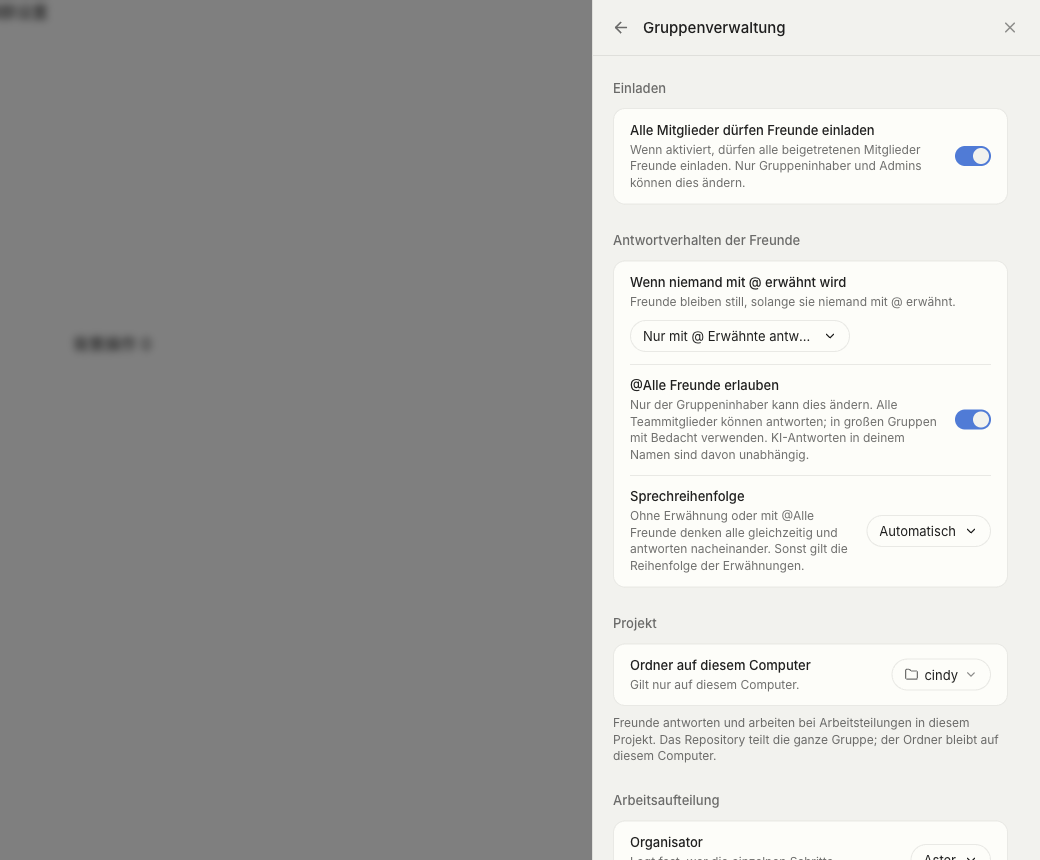 Gruppenverwaltung
Einladen
Alle Mitglieder dürfen Freunde einladen
Wenn aktiviert, dürfen alle beigetretenen Mitglieder
Freunde einladen. Nur Gruppeninhaber und Admins
können dies ändern.
Antwortverhalten der Freunde
Wenn niemand mit @ erwähnt wird
Freunde bleiben still, solange sie niemand mit @ erwähnt.
Nur mit @ Erwähnte antw...
@Alle Freunde erlauben
Nur der Gruppeninhaber kann dies ändern. Alle
Teammitglieder können antworten; in großen Gruppen
mit Bedacht verwenden. KI-Antworten in deinem
Namen sind davon unabhängig.
Sprechreihenfolge
Ohne Erwähnung oder mit @Alle
Freunde denken alle gleichzeitig und
antworten nacheinander. Sonst gilt die
Reihenfolge der Erwähnungen.
Automatisch
Projekt
Ordner auf diesem Computer
Gilt nur auf diesem Computer.
cindy
Freunde antworten und arbeiten bei Arbeitsteilungen in diesem
Projekt. Das Repository teilt die ganze Gruppe; der Ordner bleibt auf
diesem Computer.
Arbeitsaufteilung
Organisator